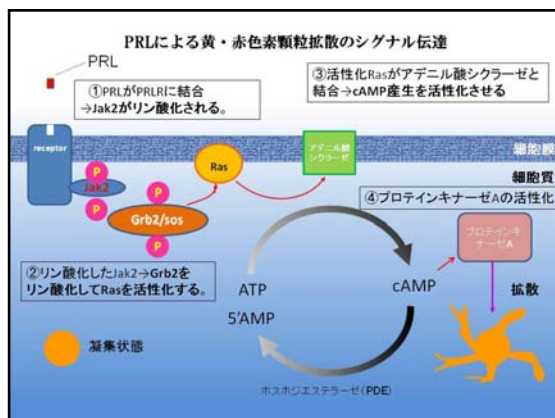 PRLによる黄・赤色素顆粒拡散のシグナル伝達
PRL
①PRLがPRLRに結合
→Jak2がリン酸化される。
③活性化Rasがアデニル酸シクラーゼと
結合→cAMP産生を活性化させる
receptor
P
Jak2
P
P
Grb2/sos
P
Ras
アデニル酸
シクラーゼ
細胞膜
細胞質
④プロテインキナーゼAの活性化
プロテインキ
ナーゼA
②リン酸化したJak2→Grb2を
リン酸化してRasを活性化する。
ATP
5'AMP
cAMP
拡散
凝集状態
ホスホジエステラーゼ(PDE)